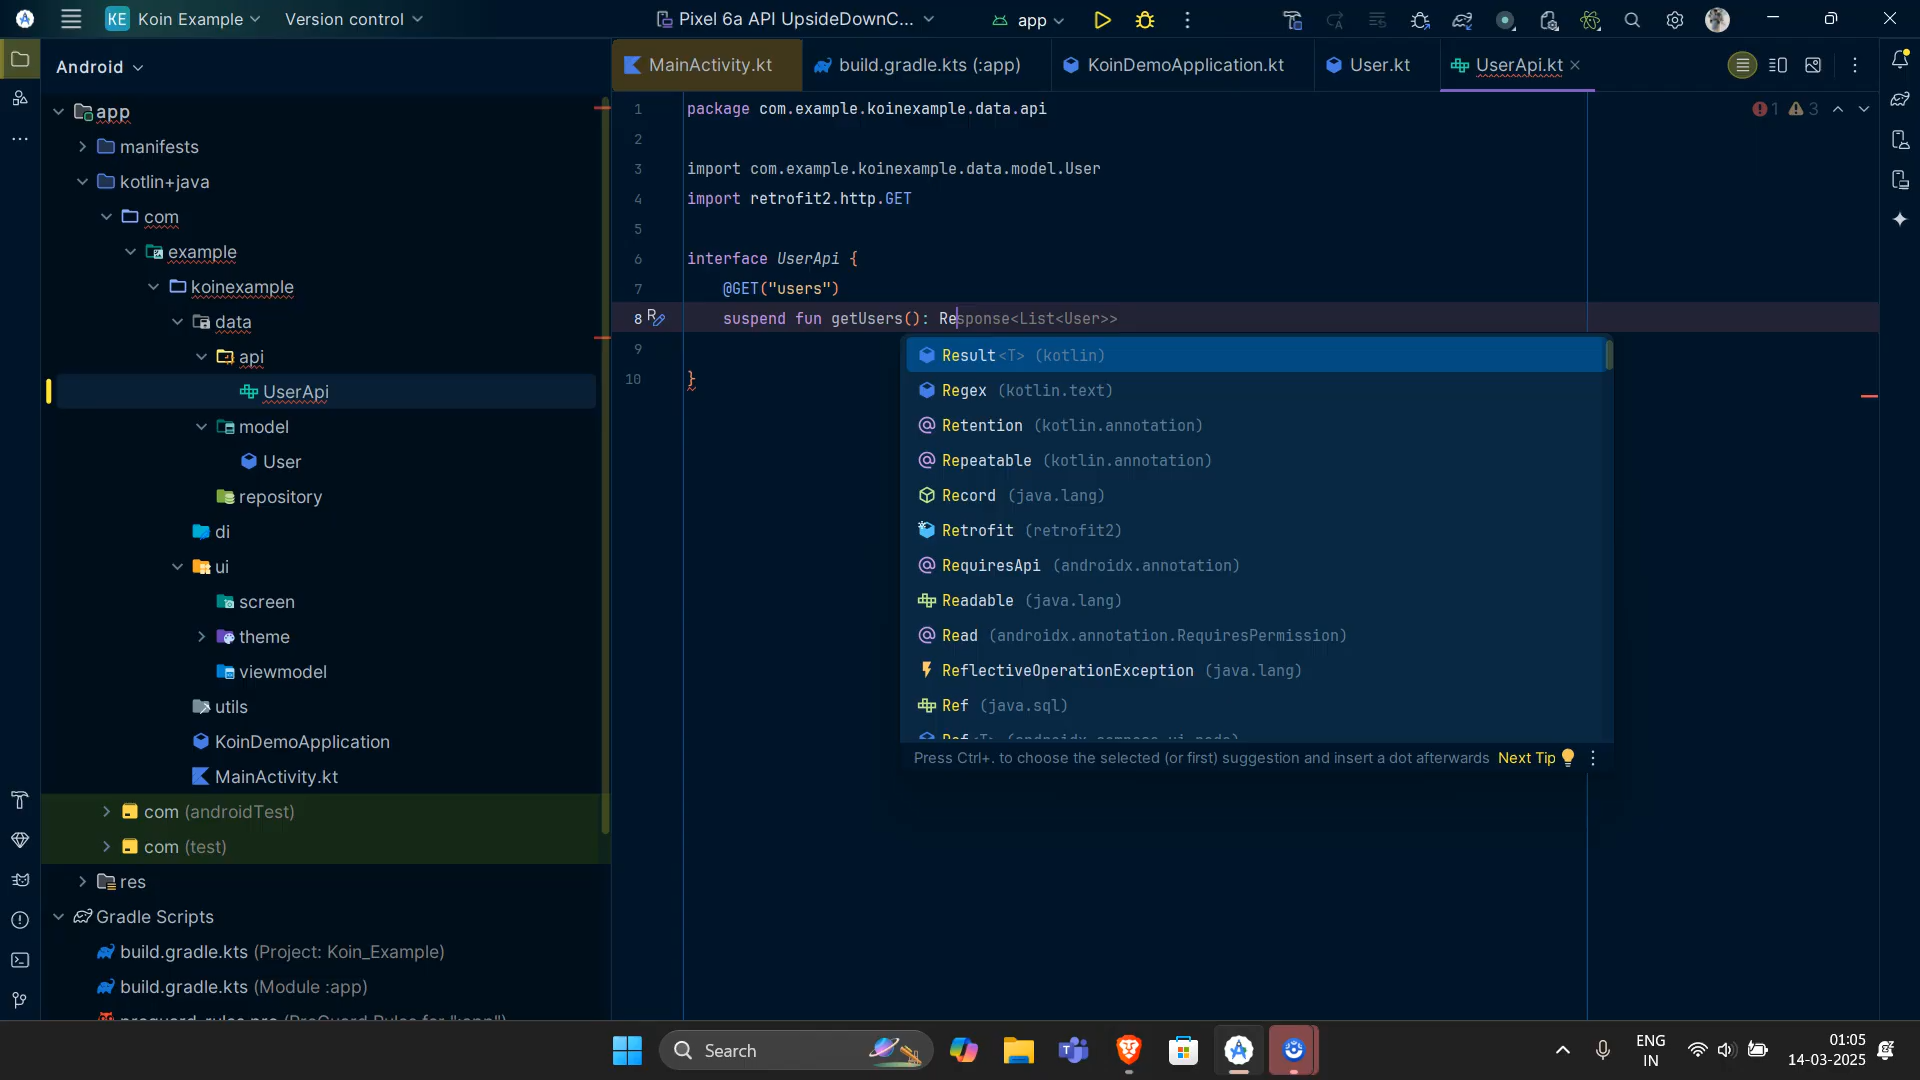 KE Koin Example Version control Pixel 6a API UpsideDownC... app
Android
MainActivity.kt build.gradle.kts (:app) KoinDemoApplication.kt User.kt UserApi.kt
app
manifests
kotlin+java
com
example
koinexample
data
api
UserApi
model
User
repository
di
ui
screen
theme
viewmodel
utils
KoinDemoApplication
MainActivity.kt
com (androidTest)
com (test)
res
Gradle Scripts
build.gradle.kts (Project: Koin_Example)
build.gradle.kts (Module :app)
1 package com.example.koinexample.data.api
1 3
2
3 import com.example.koinexample.data.model.User
4 import retrofit2.http.GET
5
6 interface UserApi {
7 @GET("users")
8 suspend fun getUsers(): Response<List<User>>
9
10 }
Result<T> (kotlin)
Regex (kotlin.text)
Retention (kotlin.annotation)
Repeatable (kotlin.annotation)
Record (java.lang)
Retrofit (retrofit2)
RequiresApi (androidx.annotation)
Readable (java.lang)
Read (androidx.annotation.RequiresPermission)
ReflectiveOperationException (java.lang)
Ref (java.sql)
Press Ctrl+. to choose the selected (or first) suggestion and insert a dot afterwards Next Tip
Search
ENG
IN
01:05
14-03-2025